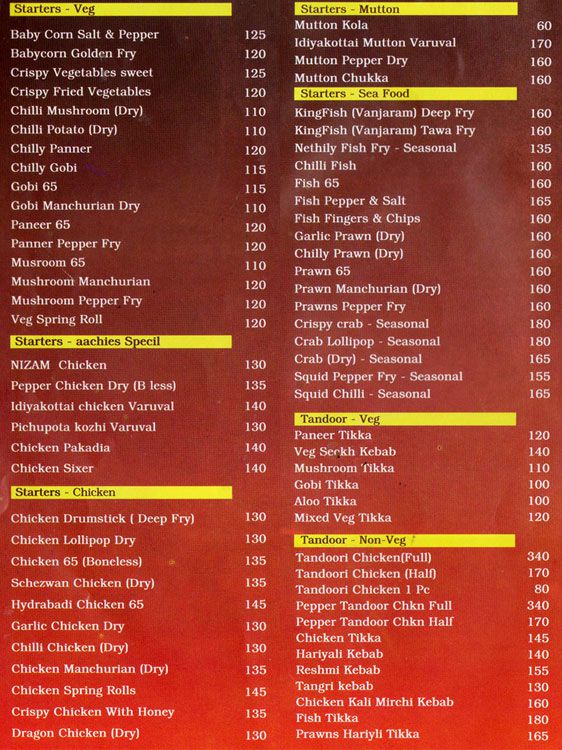 Starters - Veg
Baby Corn Salt & Pepper 125
Babycorn Golden Fry 120
Crispy Vegetables sweet 125
Crispy Fried Vegetables 120
Chilli Mushroom (Dry) 110
Chilli Potato (Dry) 110
Chilly Panner 120
Chilly Gobi 115
Gobi 65 115
Gobi Manchurian Dry 110
Paneer 65 120
Panner Pepper Fry 120
Musroom 65 110
Mushroom Manchurian 120
Mushroom Pepper Fry 120
Veg Spring Roll 120
Starters - aachies Specil
NIZAM Chicken 130
Pepper Chicken Dry (B less) 135
Idiyakottai chicken Varuval 140
Pichupota kozhi Varuval 130
Chicken Pakadia 140
Chicken Sixer 140
Starters - Chicken
Chicken Drumstick ( Deep Fry) 130
Chicken Lollipop Dry 130
Chicken 65 (Boneless) 135
Schezwan Chicken (Dry) 135
Hydrabadi Chicken 65 145
Garlic Chicken Dry 130
Chilli Chicken (Dry) 130
Chicken Manchurian (Dry) 135
Chicken Spring Rolls 145
Crispy Chicken With Honey 135
Dragon Chicken (Dry) 130
Starters - Mutton
Mutton Kola 60
Idiyakottai Mutton Varuval 170
Mutton Pepper Dry 160
Mutton Chukka 160
Starters - Sea Food
KingFish (Vanjaram) Deep Fry 160
KingFish (Vanjaram) Tawa Fry 160
Nethily Fish Fry - Seasonal 135
Chilli Fish 160
Fish 65 160
Fish Pepper & Salt 165
Fish Fingers & Chips 160
Garlic Prawn (Dry) 160
Chilly Prawn (Dry) 160
Prawn 65 160
Prawn Manchurian (Dry) 160
Prawns Pepper Fry 160
Crispy crab - Seasonal 180
Crab Lollipop - Seasonal 180
Crab (Dry) - Seasonal 165
Squid Pepper Fry - Seasonal 155
Squid Chilli - Seasonal 165
Tandoor - Veg
Paneer Tikka 120
Veg Seekh Kebab 140
Mushroom Tikka 110
Gobi Tikka 100
Aloo Tikka 100
Mixed Veg Tikka 120
Tandoor - Non-Veg
Tandoori Chicken(Full) 340
Tandoori Chicken (Half) 170
Tandoori Chicken 1 Pc 80
Pepper Tandoor Chkn Full 340
Pepper Tandoor Chkn Half 170
Chicken Tikka 145
Hariyali Kebab 140
Reshmi Kebab 155
Tangri kebab 130
Chicken Kali Mirchi Kebab 160
Fish Tikka 180
Prawns Hariyli Tikka 165